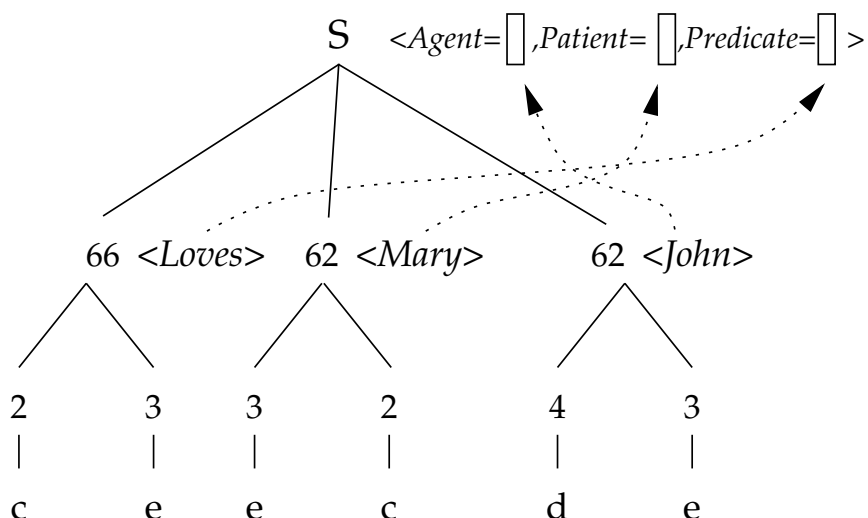 S <Agent= ,Patient= ,Predicate= >
66 <Loves> 62 <Mary> 62 <John>
2 3 3 2 4 3
c e e c d e